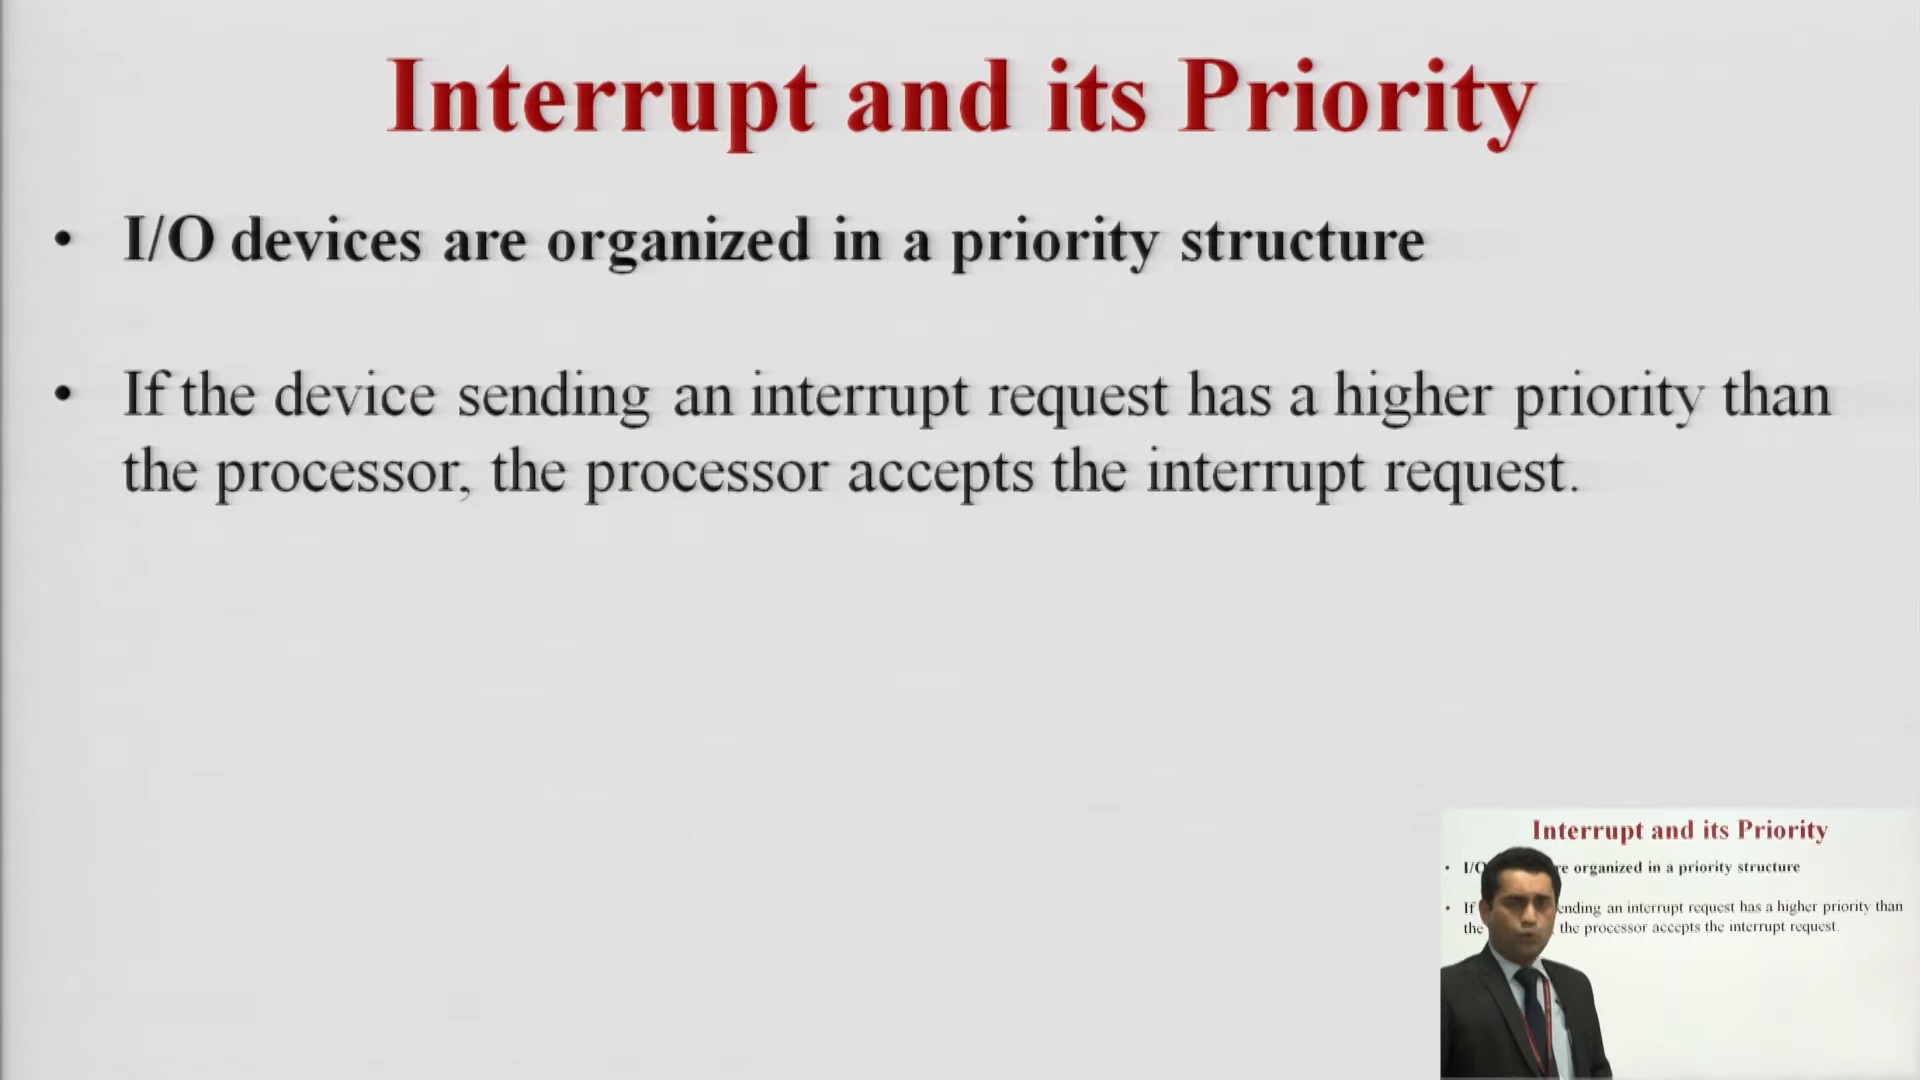 Interrupt and its Priority
• I/O devices are organized in a priority structure
• If the device sending an interrupt request has a higher priority than
the processor, the processor accepts the interrupt request.
Interrupt and its Priority
• I/O re organized in a priority structure
• If ending an interrupt request has a higher priority than
the the processor accepts the interrupt request.